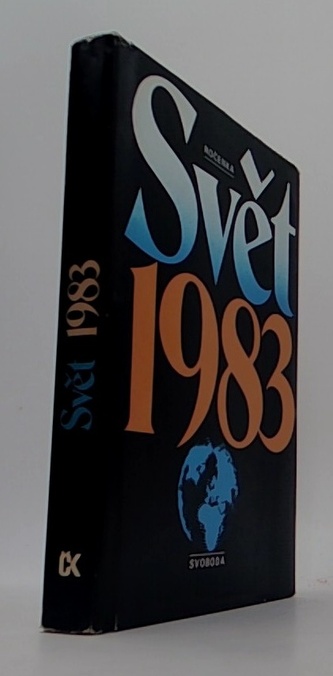 ROČENKA
Svět
1983
SVOBODA
Svět 1983
ČK